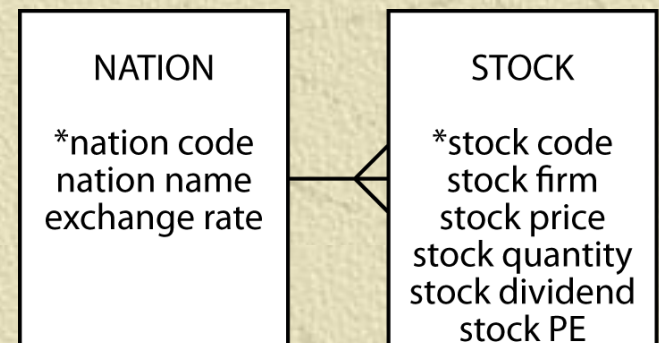 NATION
*nation code
nation name
exchange rate
STOCK
*stock code
stock firm
stock price
stock quantity
stock dividend
stock PE